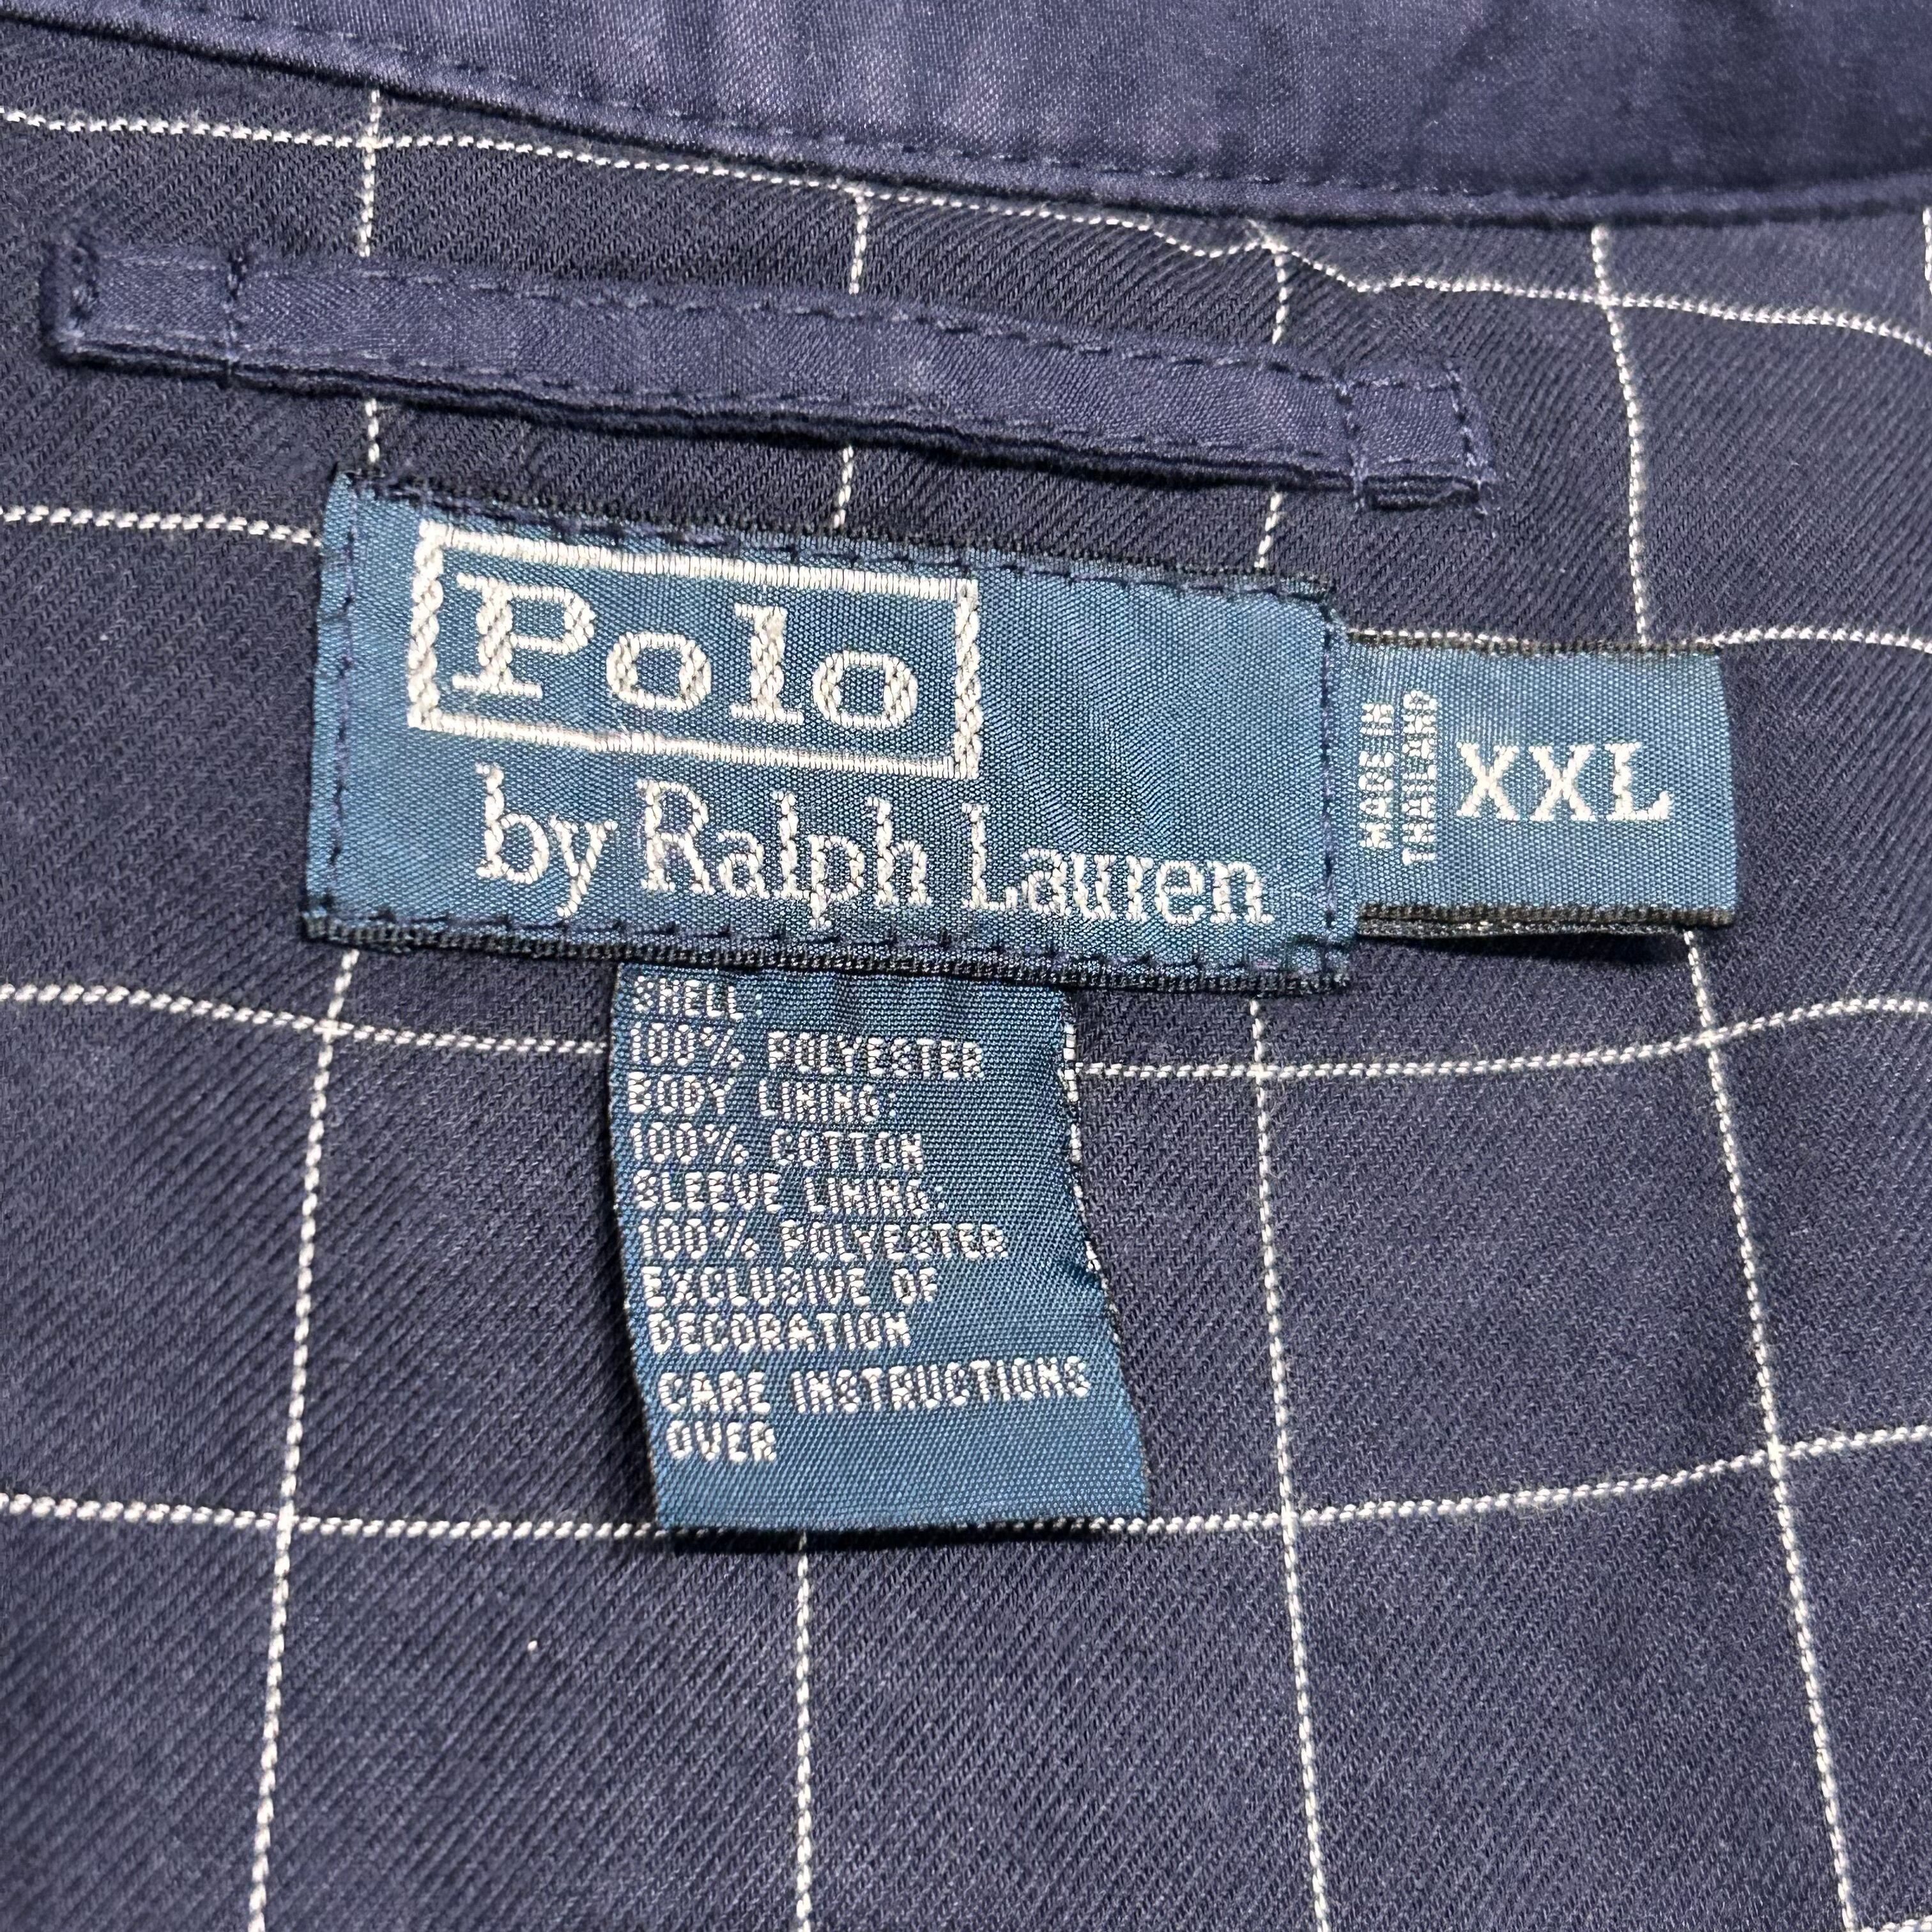 Polo
by Ralph Lauren
MADE IN
THAILAND
XXL
SHELL:
100% POLYESTER
BODY LINING:
100% COTTON
SLEEVE LINING:
100% POLYESTER
EXCLUSIVE OF
DECORATION
CARE INSTRUCTIONS
OVER